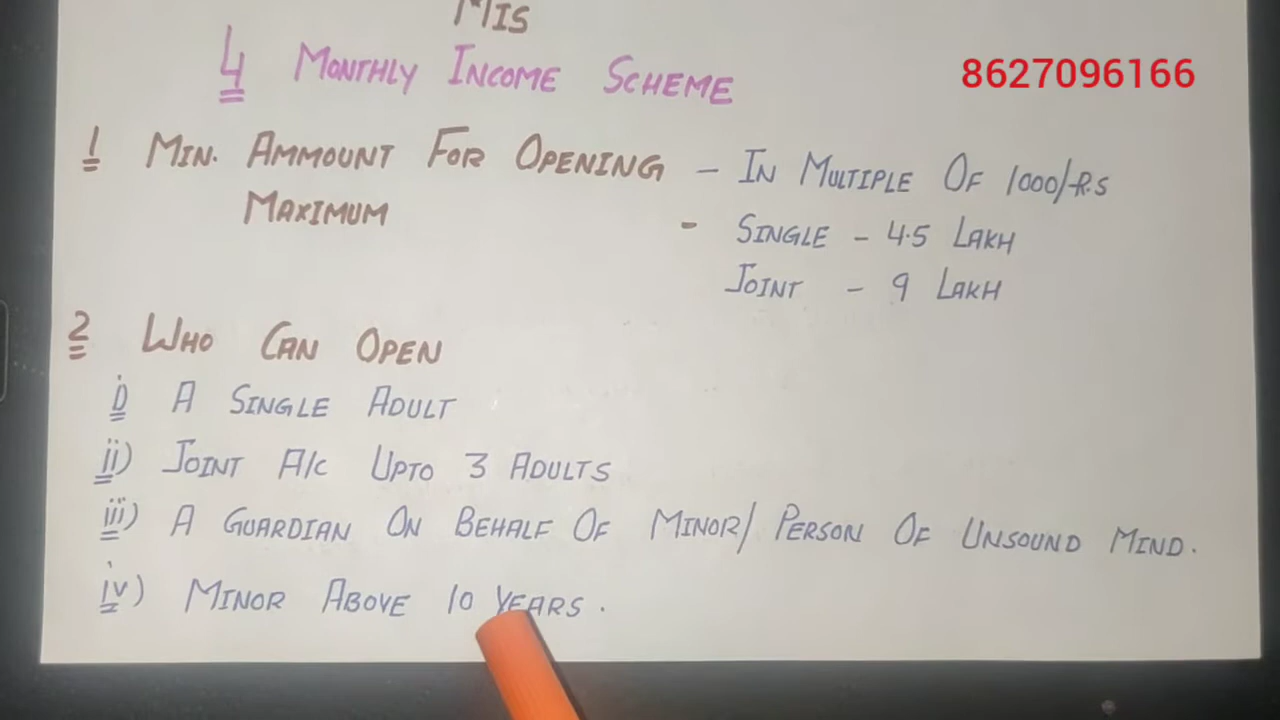 MIS
4 MONTHLY INCOME SCHEME
8627096166
1 MIN. AMMOUNT FOR OPENING - IN MULTIPLE OF 1000/-RS
MAXIMUM - SINGLE - 4.5 LAKH
JOINT - 9 LAKH
2 WHO CAN OPEN
i) A SINGLE ADULT
ii) JOINT A/C UPTO 3 ADULTS
iii) A GUARDIAN ON BEHALF OF MINOR/ PERSON OF UNSOUND MIND.
iv) MINOR ABOVE 10 YEARS.